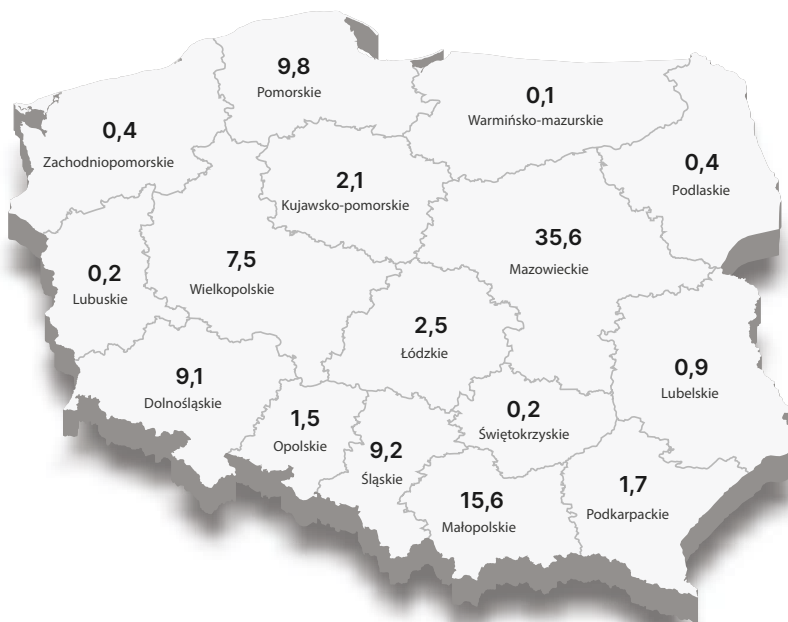 9,8
Pomorskie
0,1
Warmińsko-mazurskie
0,4
Zachodniopomorskie
0,4
Podlaskie
2,1
Kujawsko-pomorskie
35,6
Mazowieckie
7,5
Wielkopolskie
0,2
Lubuskie
2,5
Łódzkie
0,9
Lubelskie
9,1
Dolnośląskie
0,2
Świętokrzyskie
1,5
Opolskie
9,2
Śląskie
1,7
Podkarpackie
15,6
Małopolskie